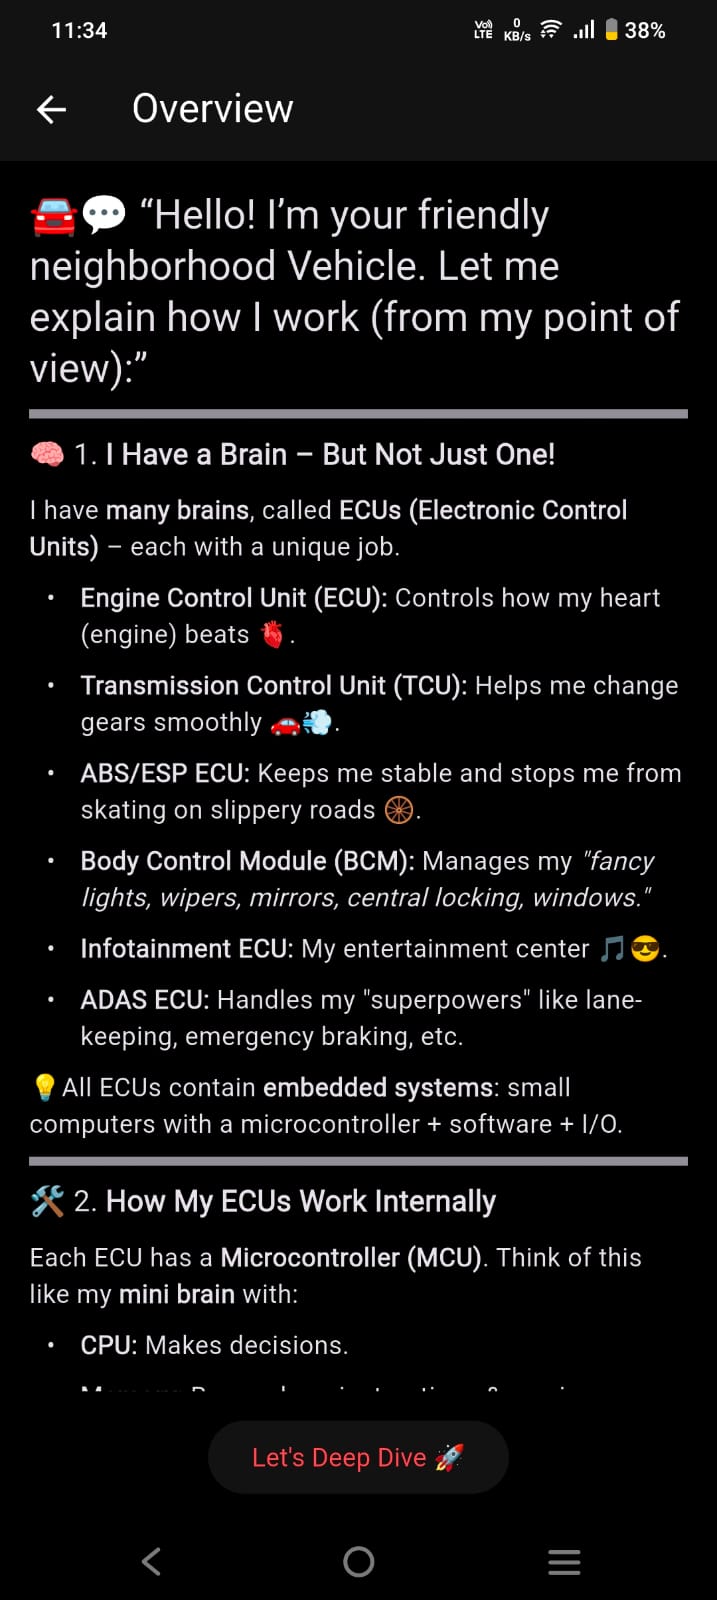 11:34
Vo) LTE 0 KB/s 38%
Overview
🚘💬 “Hello! I’m your friendly
neighborhood Vehicle. Let me
explain how I work (from my point of
view):”
🧠 1. I Have a Brain – But Not Just One!
I have many brains, called ECUs (Electronic Control
Units) – each with a unique job.
• Engine Control Unit (ECU): Controls how my heart
(engine) beats 🫀.
• Transmission Control Unit (TCU): Helps me change
gears smoothly 🚗💨.
• ABS/ESP ECU: Keeps me stable and stops me from
skating on slippery roads 🛞.
• Body Control Module (BCM): Manages my "fancy
lights, wipers, mirrors, central locking, windows."
• Infotainment ECU: My entertainment center 🎵😎.
• ADAS ECU: Handles my "superpowers" like lane-
keeping, emergency braking, etc.
💡All ECUs contain embedded systems: small
computers with a microcontroller + software + I/O.
🛠️ 2. How My ECUs Work Internally
Each ECU has a Microcontroller (MCU). Think of this
like my mini brain with:
• CPU: Makes decisions.
Let's Deep Dive 🚀